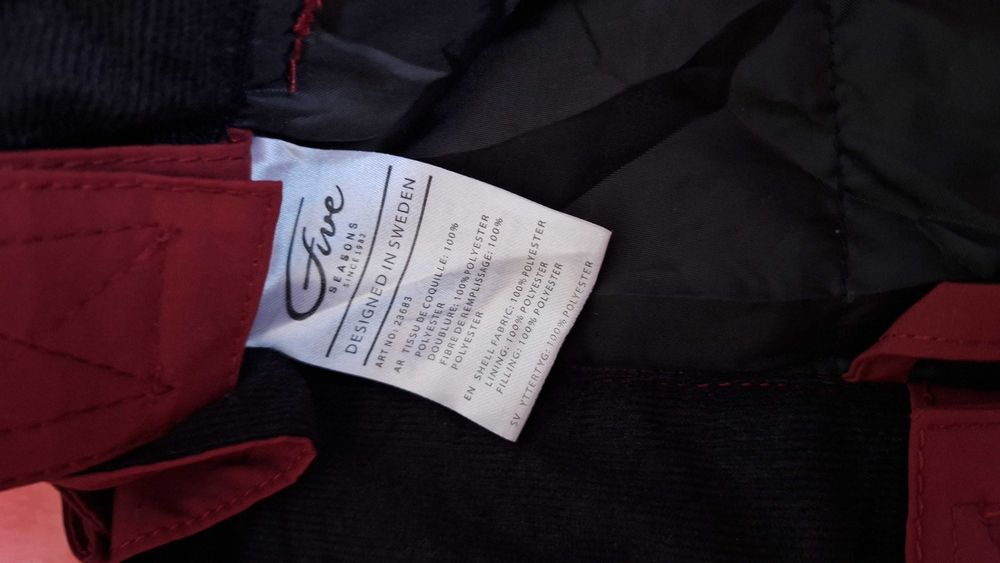 Five
SEASONS
SINCE 1982
DESIGNED IN SWEDEN
ART NO: 23683
AR TISSU DE COQUILLE: 100%
POLYESTER
DOUBLURE: 100%POLYESTER
FIBRE DE REMPLISSAGE: 100%
POLYESTER
EN SHELL FABRIC: 100%POLYESTER
LINING: 100% POLYESTER
FILLING: 100% POLYESTER
SV. YTTERTYG: 100% POLYESTER